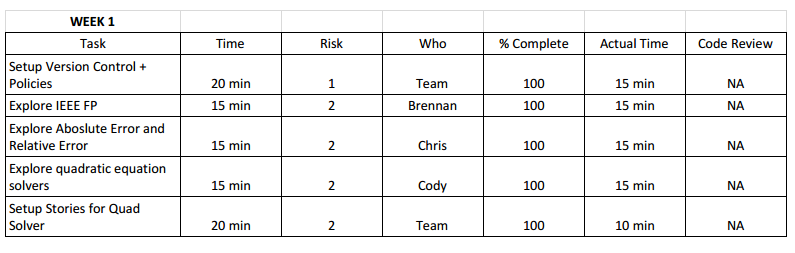 WEEK 1
Task Time Risk Who % Complete Actual Time Code Review
Setup Version Control +
Policies 20 min 1 Team 100 15 min NA
Explore IEEE FP 15 min 2 Brennan 100 15 min NA
Explore Aboslute Error and
Relative Error 15 min 2 Chris 100 15 min NA
Explore quadratic equation
solvers 15 min 2 Cody 100 15 min NA
Setup Stories for Quad
Solver 20 min 2 Team 100 10 min NA